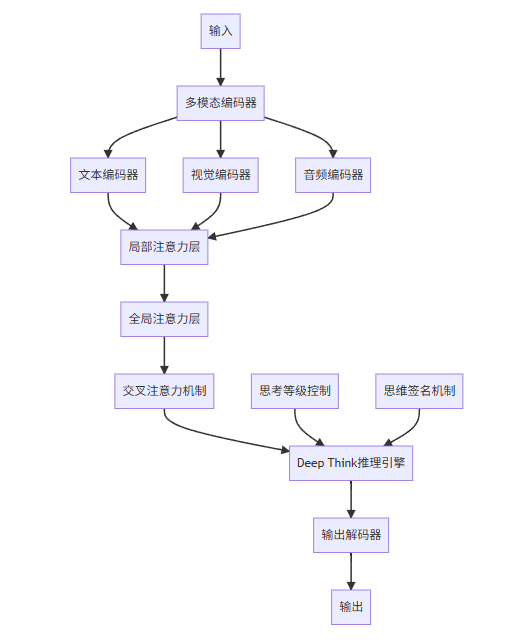 输入
多模态编码器
文本编码器
视觉编码器
音频编码器
局部注意力层
全局注意力层
交叉注意力机制
思考等级控制
思维签名机制
Deep Think推理引擎
输出解码器
输出